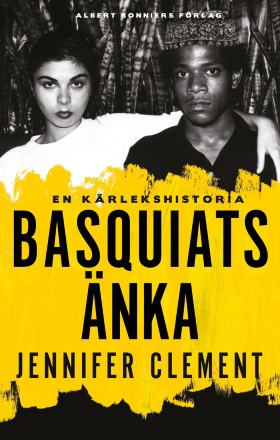 ALBERT BONNIERS FÖRLAG
EN KÄRLEKSHISTORIA
BASQUIATS
ÄNKA
JENNIFER CLEMENT